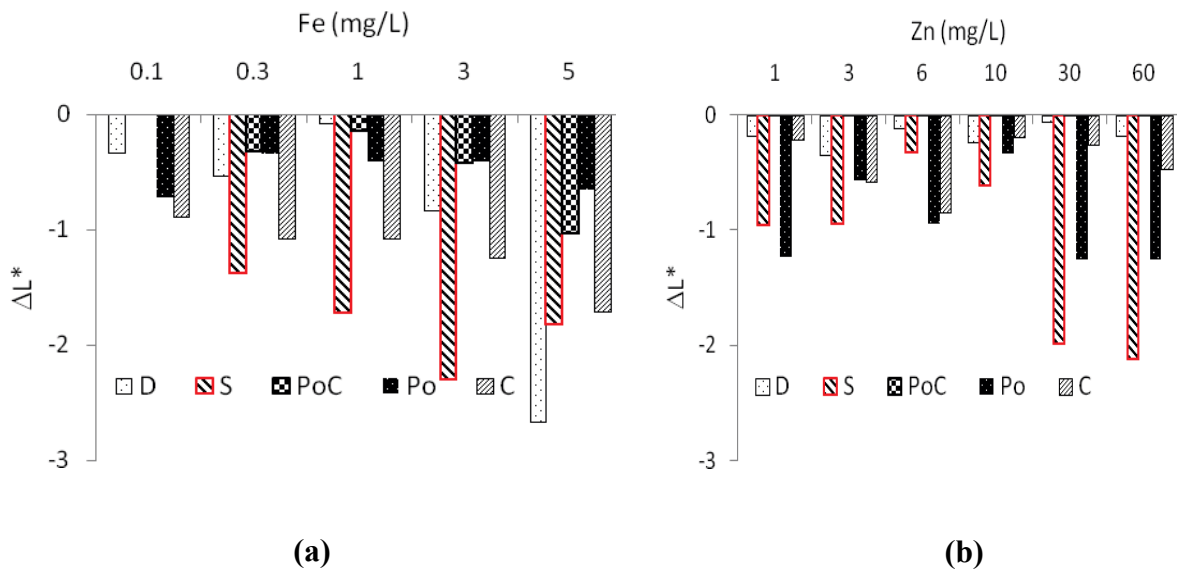 Fe (mg/L)
0.1 0.3 1 3 5
0
-1
-2
-3
ΔL*
D S PoC Po C
(a)
Zn (mg/L)
1 3 6 10 30 60
0
-1
-2
-3
ΔL*
D S PoC Po C
(b)